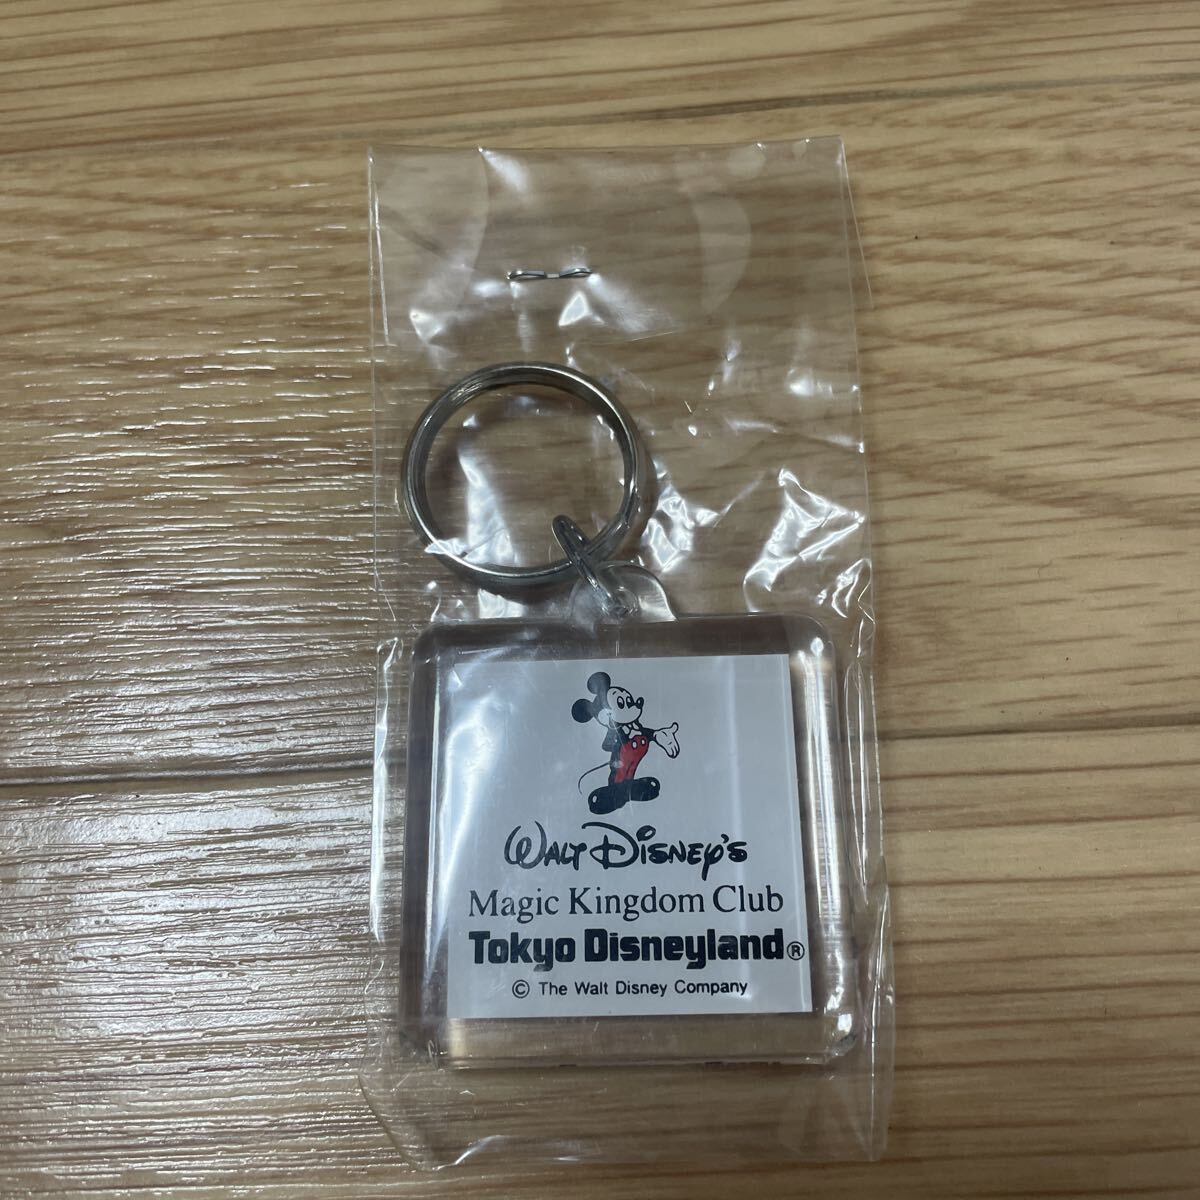 Walt Disney's
Magic Kingdom Club
Tokyo Disneyland®
© The Walt Disney Company